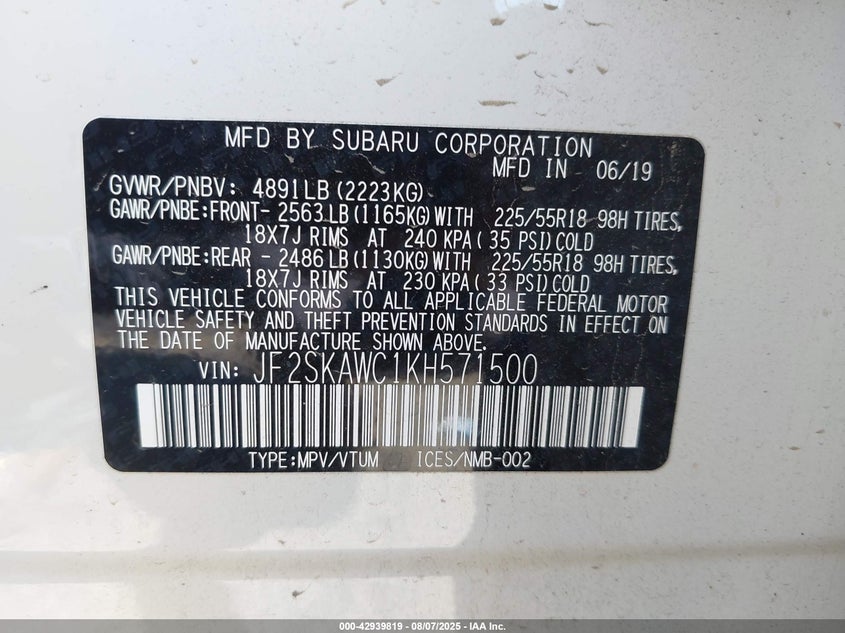 MFD BY SUBARU CORPORATION
MFD IN 06/19
GVWR/PNBV: 4891LB (2223KG)
GAWR/PNBE:FRONT- 2563LB (1165KG) WITH 225/55R18 98H TIRES,
18X7J RIMS AT 240 KPA( 35 PSI) COLD
GAWR/PNBE:REAR - 2486LB (1130KG) WITH 225/55R18 98H TIRES,
18X7J RIMS AT 230 KPA( 33 PSI) COLD
THIS VEHICLE CONFORMS TO ALL APPLICABLE FEDERAL MOTOR
VEHICLE SAFETY AND THEFT PREVENTION STANDARDS IN EFFECT ON
THE DATE OF MANUFACTURE SHOWN ABOVE.
VIN: JF2SKAWC1KH571500
TYPE:MPV/VTUM ICES/NMB-002
000-42939819 - 08/07/2025 - IAA Inc.